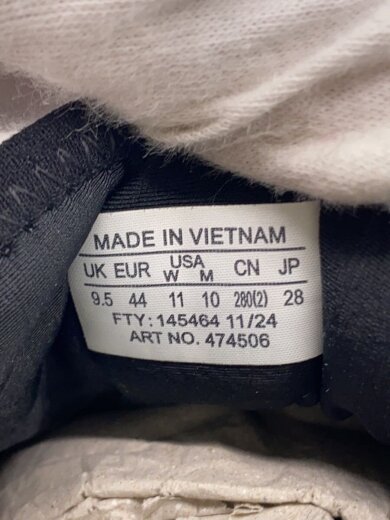 MADE IN VIETNAM
UK EUR USA W M CN JP
9.5 44 11 10 280(2) 28
FTY: 145464 11/24
ART NO. 474506